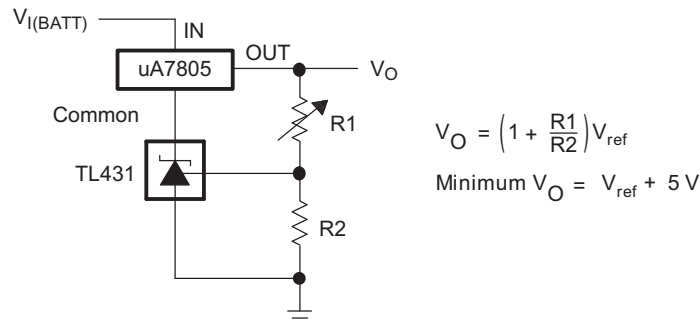 V_I(BATT)
IN
OUT
uA7805
V_O
Common
R1
TL431
R2
V_O = (1 + R1/R2) V_ref
Minimum V_O = V_ref + 5 V